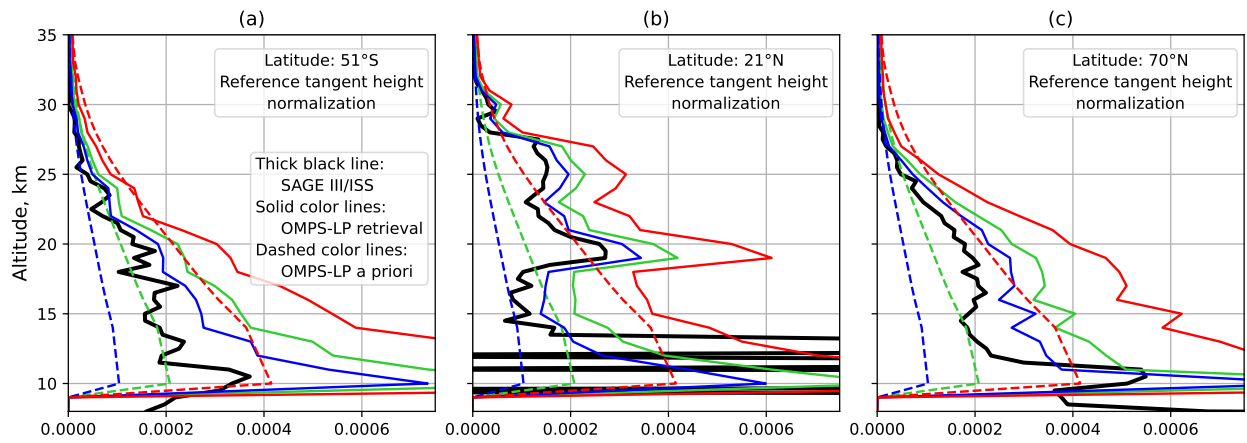 (a)
(b)
(c)
Altitude, km
35
30
25
20
15
10
Latitude: 51°S
Reference tangent height
normalization
Thick black line:
SAGE III/ISS
Solid color lines:
OMPS-LP retrieval
Dashed color lines:
OMPS-LP a priori
Latitude: 21°N
Reference tangent height
normalization
Latitude: 70°N
Reference tangent height
normalization
0.0000 0.0002 0.0004 0.0006
0.0000 0.0002 0.0004 0.0006
0.0000 0.0002 0.0004 0.0006